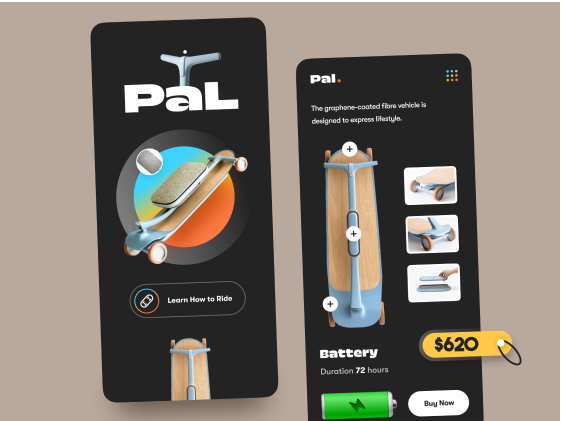 PaL
Learn How to Ride
Pal.
The graphene-coated fibre vehicle is
designed to express lifestyle.
$620
Battery
Duration 72 hours
Buy Now